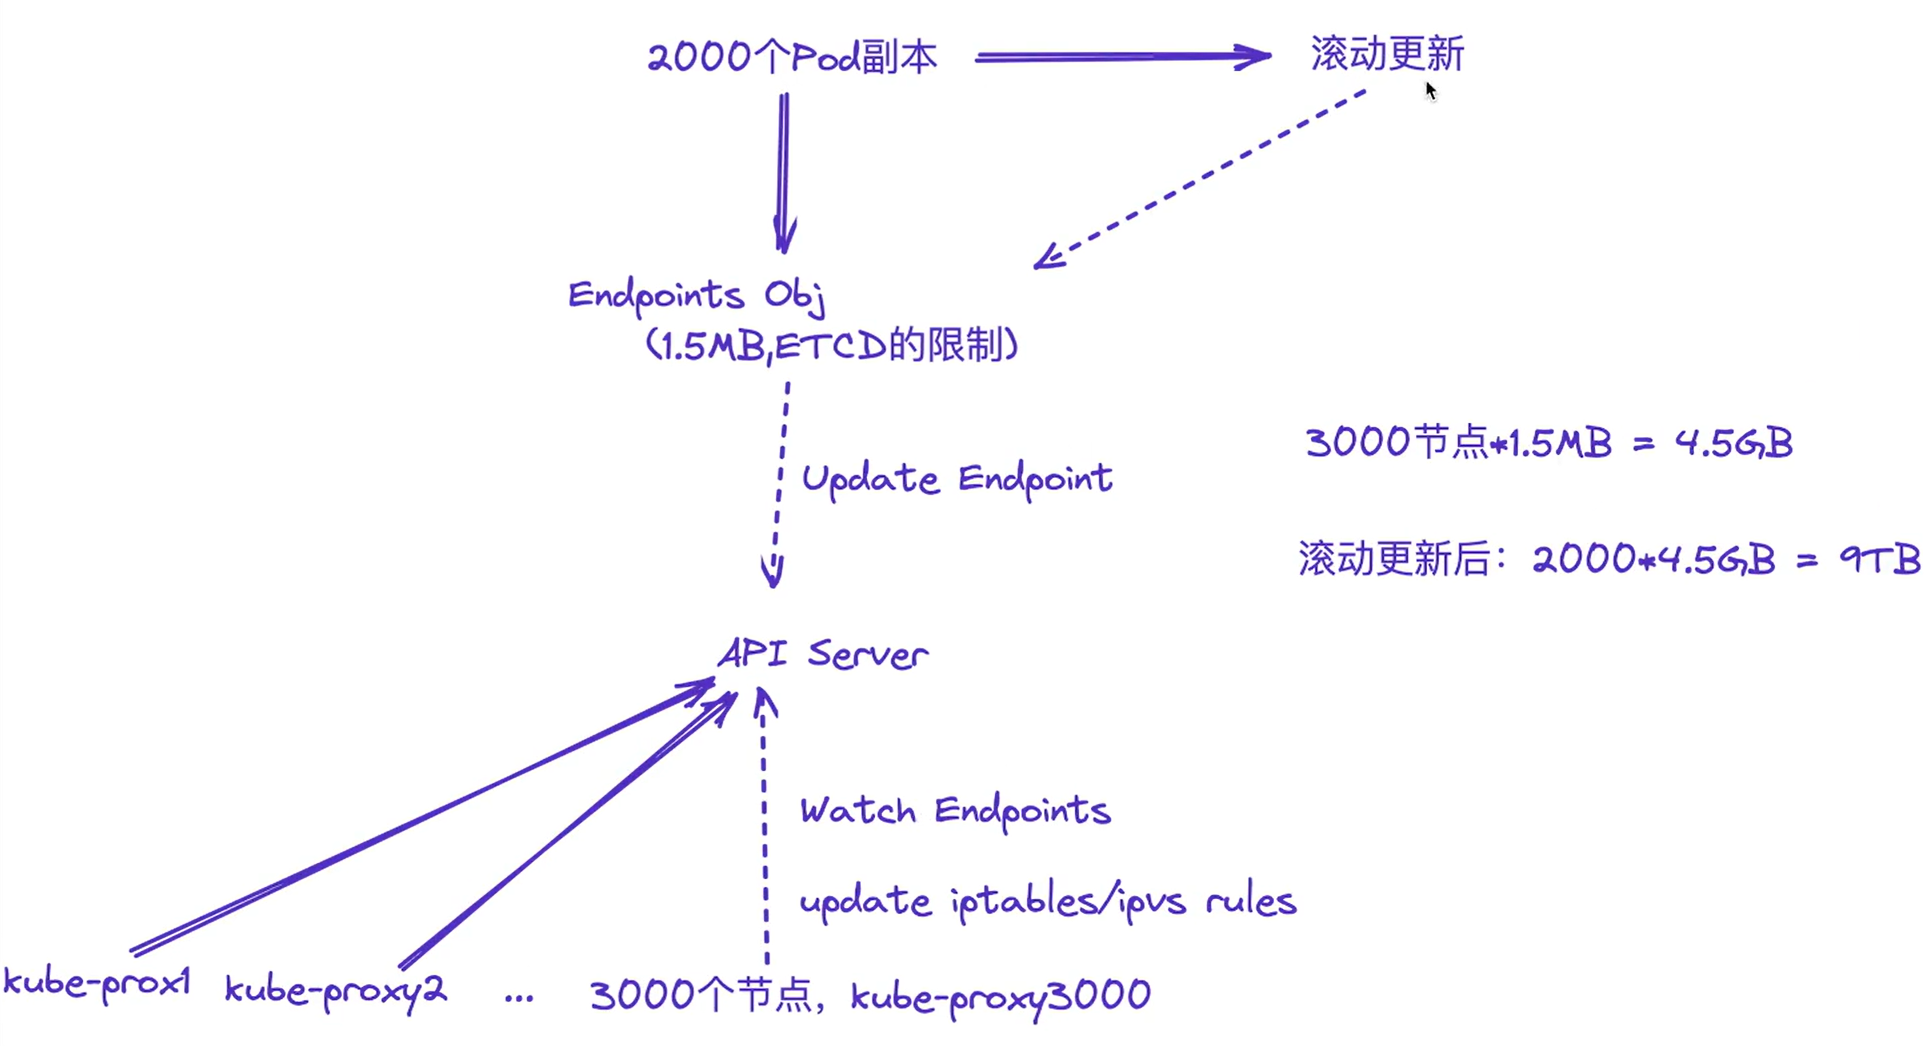 2000个Pod副本
滚动更新
Endpoints Obj
(1.5MB,ETCD的限制)
3000节点*1.5MB = 4.5GB
Update Endpoint
滚动更新后：2000*4.5GB = 9TB
API Server
Watch Endpoints
update iptables/ipvs rules
kube-prox1
kube-proxy2
...
3000个节点，kube-proxy3000